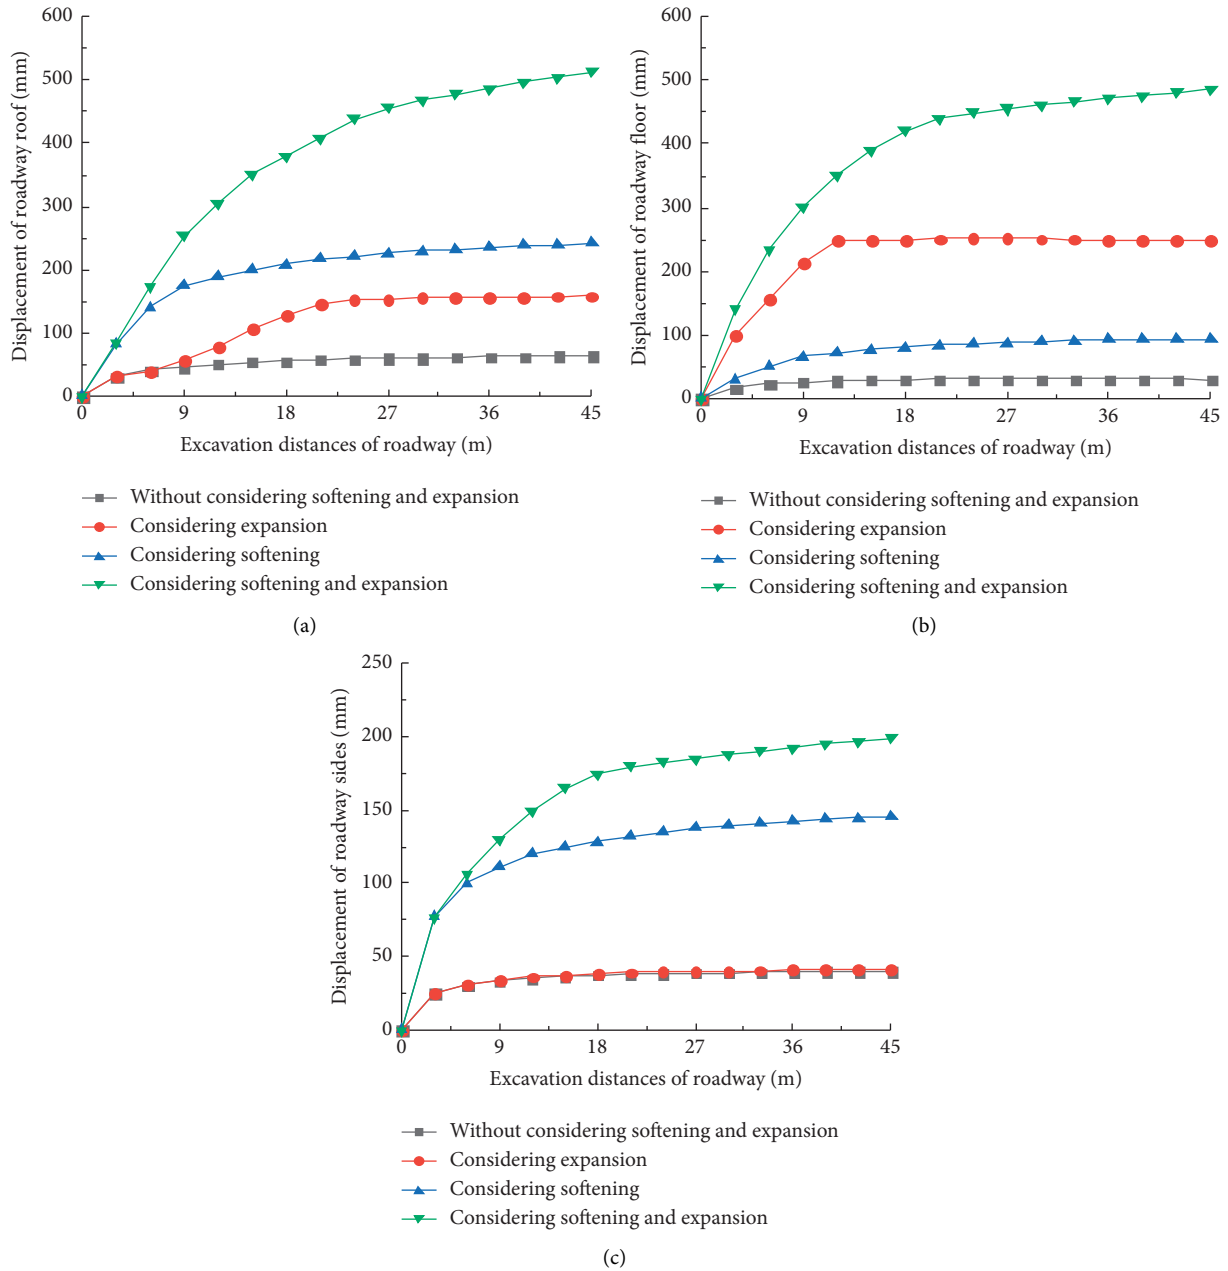 Displacement of roadway roof (mm)
600
500
400
300
200
100
0
0 9 18 27 36 45
Excavation distances of roadway (m)
Without considering softening and expansion
Considering expansion
Considering softening
Considering softening and expansion
(a)
Displacement of roadway floor (mm)
600
500
400
300
200
100
0
0 9 18 27 36 45
Excavation distances of roadway (m)
Without considering softening and expansion
Considering expansion
Considering softening
Considering softening and expansion
(b)
Displacement of roadway sides (mm)
250
200
150
100
50
0
0 9 18 27 36 45
Excavation distances of roadway (m)
Without considering softening and expansion
Considering expansion
Considering softening
Considering softening and expansion
(c)